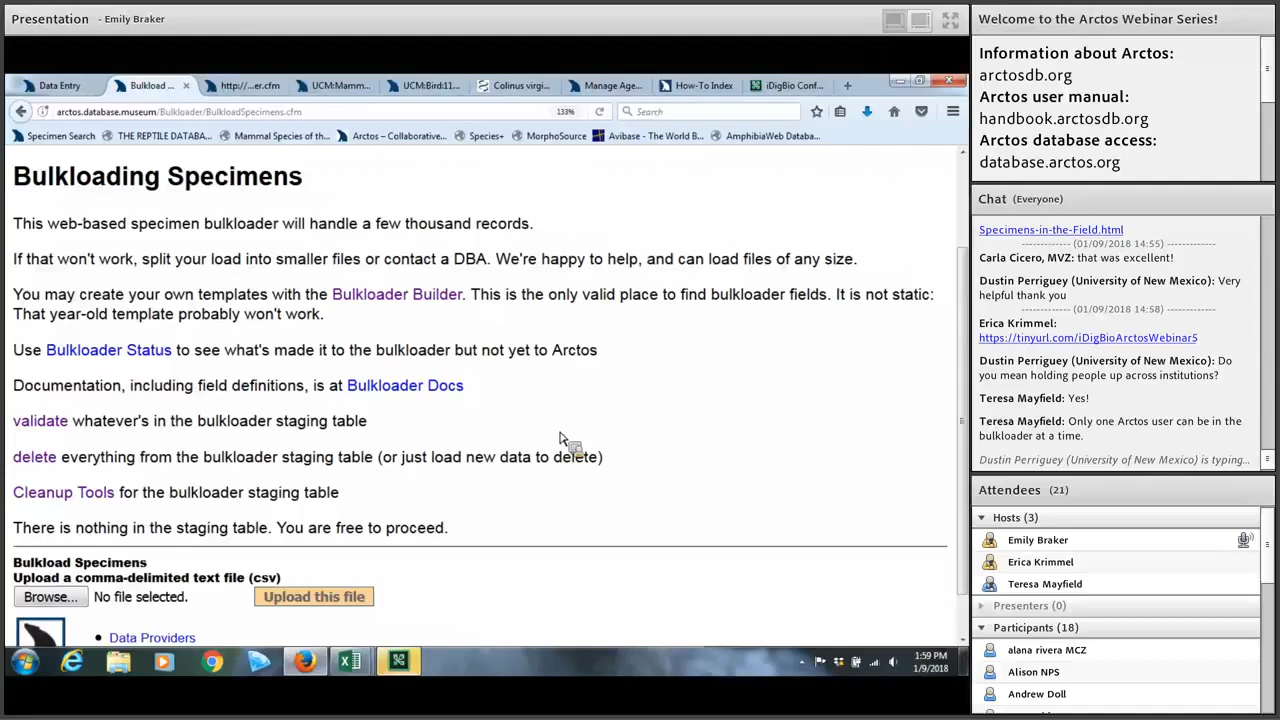 Presentation - Emily Braker
Data Entry
Bulkload ...
http://...er.cfm
UCM:Mamm...
UCM:Bird:11...
Colinus virgi...
Manage Age...
How-To Index
iDigBio Conf...
arctos.database.museum/Bulkloader/BulkloadSpecimens.cfm
133%
Search
Specimen Search
THE REPTILE DATABA...
Mammal Species of th...
Arctos – Collaborative...
Species+
MorphoSource
Avibase - The World B...
AmphibiaWeb Databa...
Bulkloading Specimens
This web-based specimen bulkloader will handle a few thousand records.
If that won't work, split your load into smaller files or contact a DBA. We're happy to help, and can load files of any size.
You may create your own templates with the Bulkloader Builder. This is the only valid place to find bulkloader fields. It is not static:
That year-old template probably won't work.
Use Bulkloader Status to see what's made it to the bulkloader but not yet to Arctos
Documentation, including field definitions, is at Bulkloader Docs
validate whatever's in the bulkloader staging table
delete everything from the bulkloader staging table (or just load new data to delete)
Cleanup Tools for the bulkloader staging table
There is nothing in the staging table. You are free to proceed.
Bulkload Specimens
Upload a comma-delimited text file (csv)
Browse... No file selected. Upload this file
• Data Providers
1:59 PM
1/9/2018
Welcome to the Arctos Webinar Series!
Information about Arctos:
arctosdb.org
Arctos user manual:
handbook.arctosdb.org
Arctos database access:
database.arctos.org
Chat (Everyone)
Specimens-in-the-Field.html
------------- (01/09/2018 14:55) -------------
Carla Cicero, MVZ: that was excellent!
Dustin Perriguey (University of New Mexico): Very
helpful thank you
------------- (01/09/2018 14:58) -------------
Erica Krimmel:
https://tinyurl.com/iDigBioArctosWebinar5
Dustin Perriguey (University of New Mexico): Do
you mean holding people up across institutions?
Teresa Mayfield: Yes!
Teresa Mayfield: Only one Arctos user can be in the
bulkloader at a time.
Dustin Perriguey (University of New Mexico) is typing...
Attendees (21)
Hosts (3)
Emily Braker
Erica Krimmel
Teresa Mayfield
Presenters (0)
Participants (18)
alana rivera MCZ
Alison NPS
Andrew Doll